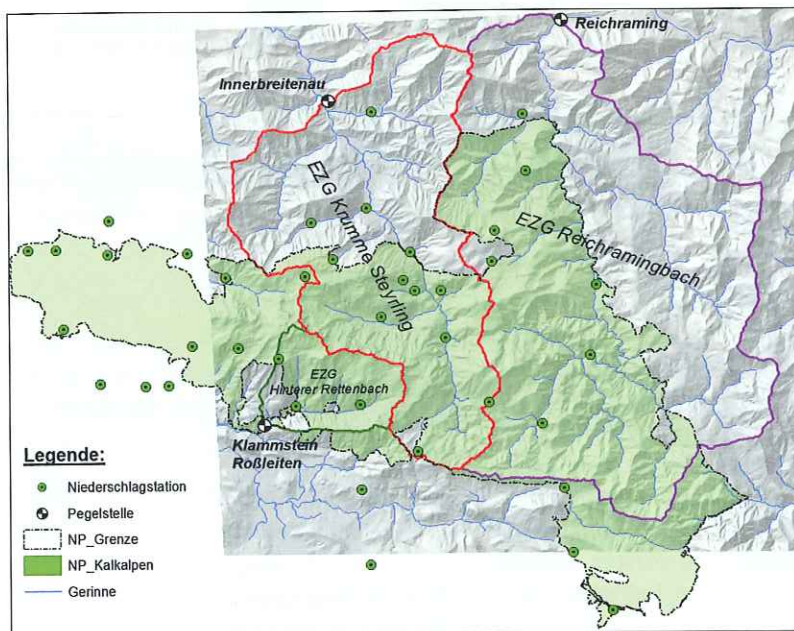 Reichraming
Innerbreitenau
EZG Krumme Steyrling
EZG Reichramingbach
EZG
Hinterer Rettenbach
Klammstein
Roßleiten
Legende:
Niederschlagstation
Pegelstelle
NP_Grenze
NP_Kalkalpen
Gerinne